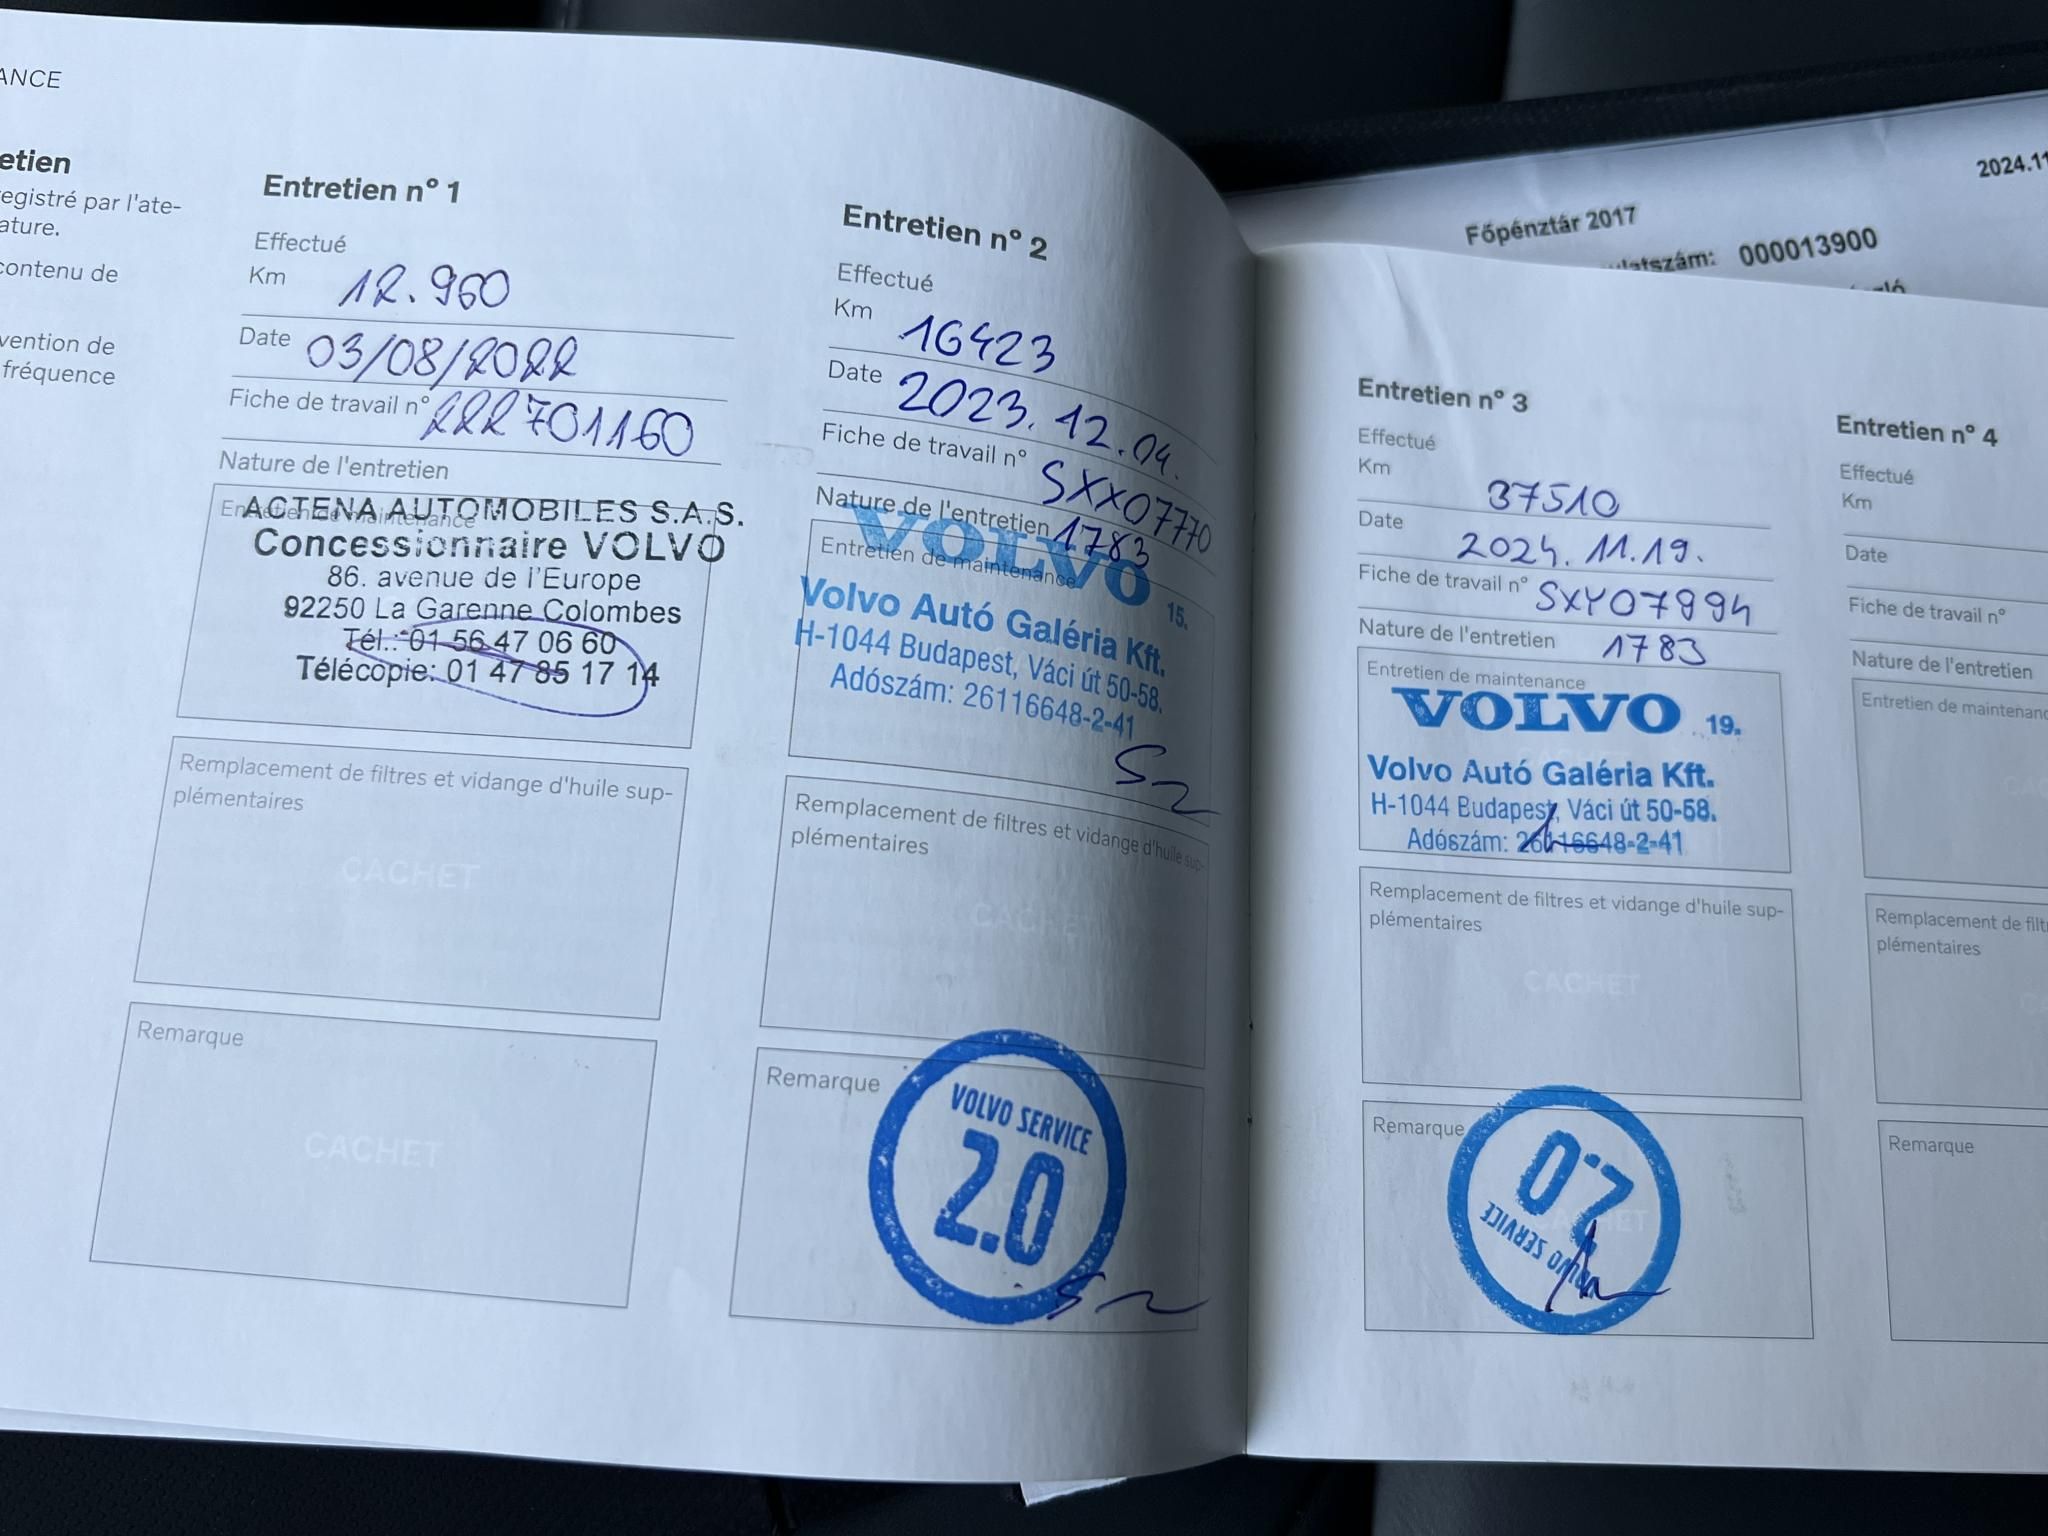 ANCE
etien
egistré par l'ate-
ature.
contenu de
vention de
fréquence
Entretien n° 1
Effectué
Km 12.960
Date 03/08/2022
Fiche de travail n° 222701160
Nature de l'entretien
Entretien de maintenance
ACTENA AUTOMOBILES S.A.S.
Concessionnaire VOLVO
86. avenue de l'Europe
92250 La Garenne Colombes
Tél.: 01 56 47 06 60
Télécopie: 01 47 85 17 14
Remplacement de filtres et vidange d'huile sup-
plémentaires
CACHET
Remarque
CACHET
Entretien n° 2
Effectué
Km 16423
Date 2023.12.04.
Fiche de travail n° SXX07770
Nature de l'entretien 1783
Entretien de maintenance
VOLVO 15.
Volvo Autó Galéria Kft.
H-1044 Budapest, Váci út 50-58.
Adószám: 26116648-2-41
Remplacement de filtres et vidange d'huile sup-
plémentaires
CACHET
Remarque
VOLVO SERVICE
2.0
2024.11
Főpénztár 2017
000013900
Entretien n° 3
Effectué
Km 37510
Date 2024.11.19.
Fiche de travail n° SXY07994
Nature de l'entretien 1783
Entretien de maintenance
VOLVO 19.
Volvo Autó Galéria Kft.
H-1044 Budapest, Váci út 50-58.
Adószám: 26116648-2-41
Remplacement de filtres et vidange d'huile sup-
plémentaires
CACHET
Remarque
2.0
VOLVO SERVICE
Entretien n° 4
Effectué
Km
Date
Fiche de travail n°
Nature de l'entretien
Entretien de maintenanc
Remplacement de filt
plémentaires
Remarque